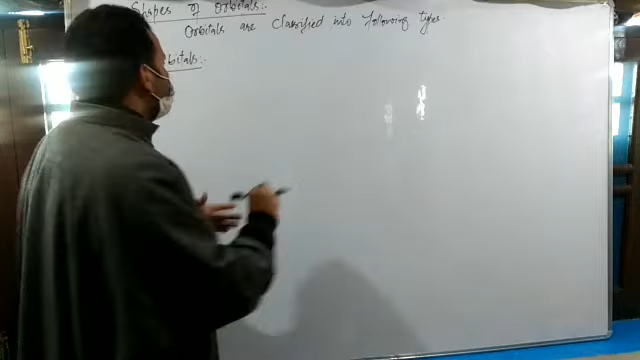 Shapes of Orbitals:.
Orbitals are Classified into following types.
bitals:.